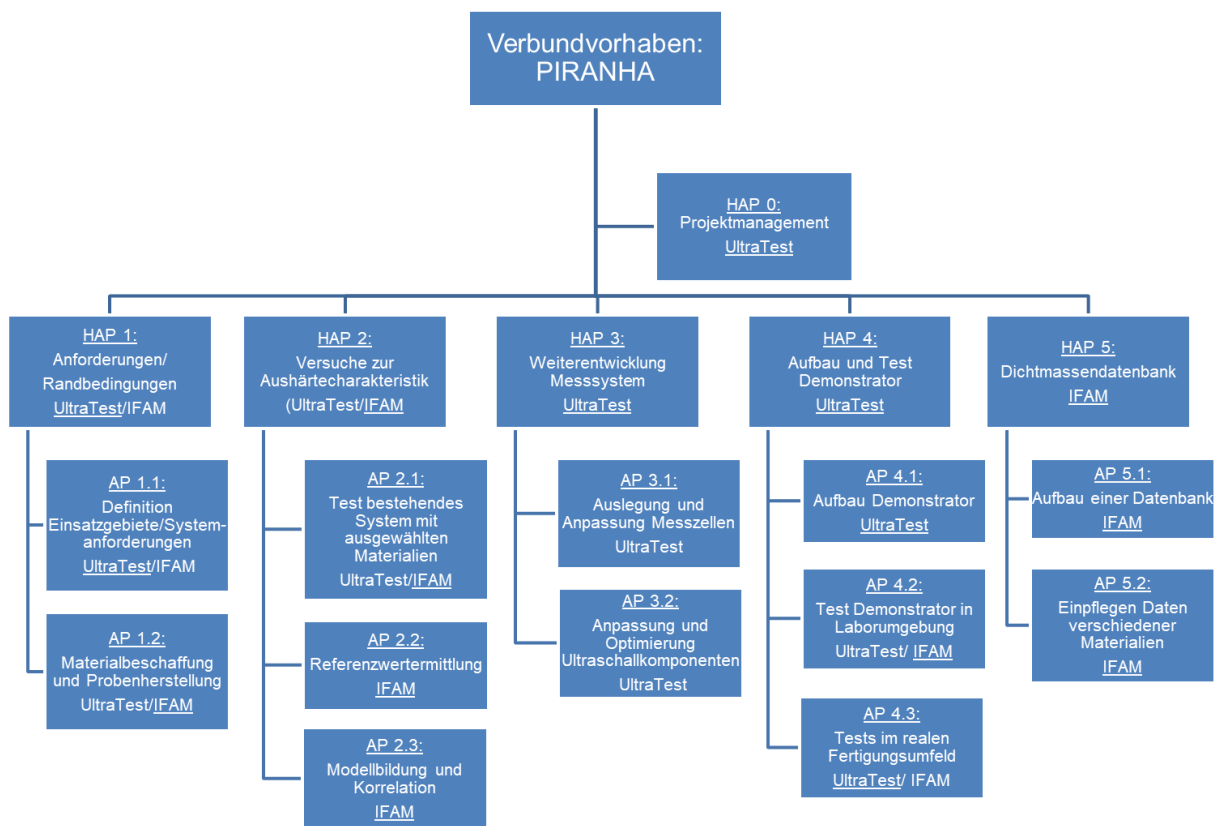 Verbundvorhaben:
PIRANHA
HAP 0:
Projektmanagement
UltraTest
HAP 1:
Anforderungen/
Randbedingungen
UltraTest/IFAM
AP 1.1:
Definition
Einsatzgebiete/System-
anforderungen
UltraTest/IFAM
AP 1.2:
Materialbeschaffung
und Probenherstellung
UltraTest/IFAM
HAP 2:
Versuche zur
Aushärtecharakteristik
(UltraTest/IFAM
AP 2.1:
Test bestehendes
System mit
ausgewählten
Materialien
UltraTest/IFAM
AP 2.2:
Referenzwertermittlung
IFAM
AP 2.3:
Modellbildung und
Korrelation
IFAM
HAP 3:
Weiterentwicklung
Messsystem
UltraTest
AP 3.1:
Auslegung und
Anpassung Messzellen
UltraTest
AP 3.2:
Anpassung und
Optimierung
Ultraschallkomponenten
UltraTest
HAP 4:
Aufbau und Test
Demonstrator
UltraTest
AP 4.1:
Aufbau Demonstrator
UltraTest
AP 4.2:
Test Demonstrator in
Laborumgebung
UltraTest/ IFAM
AP 4.3:
Tests im realen
Fertigungsumfeld
UltraTest/ IFAM
HAP 5:
Dichtmassendatenbank
IFAM
AP 5.1:
Aufbau einer Datenbank
IFAM
AP 5.2:
Einpflegen Daten
verschiedener
Materialien
IFAM